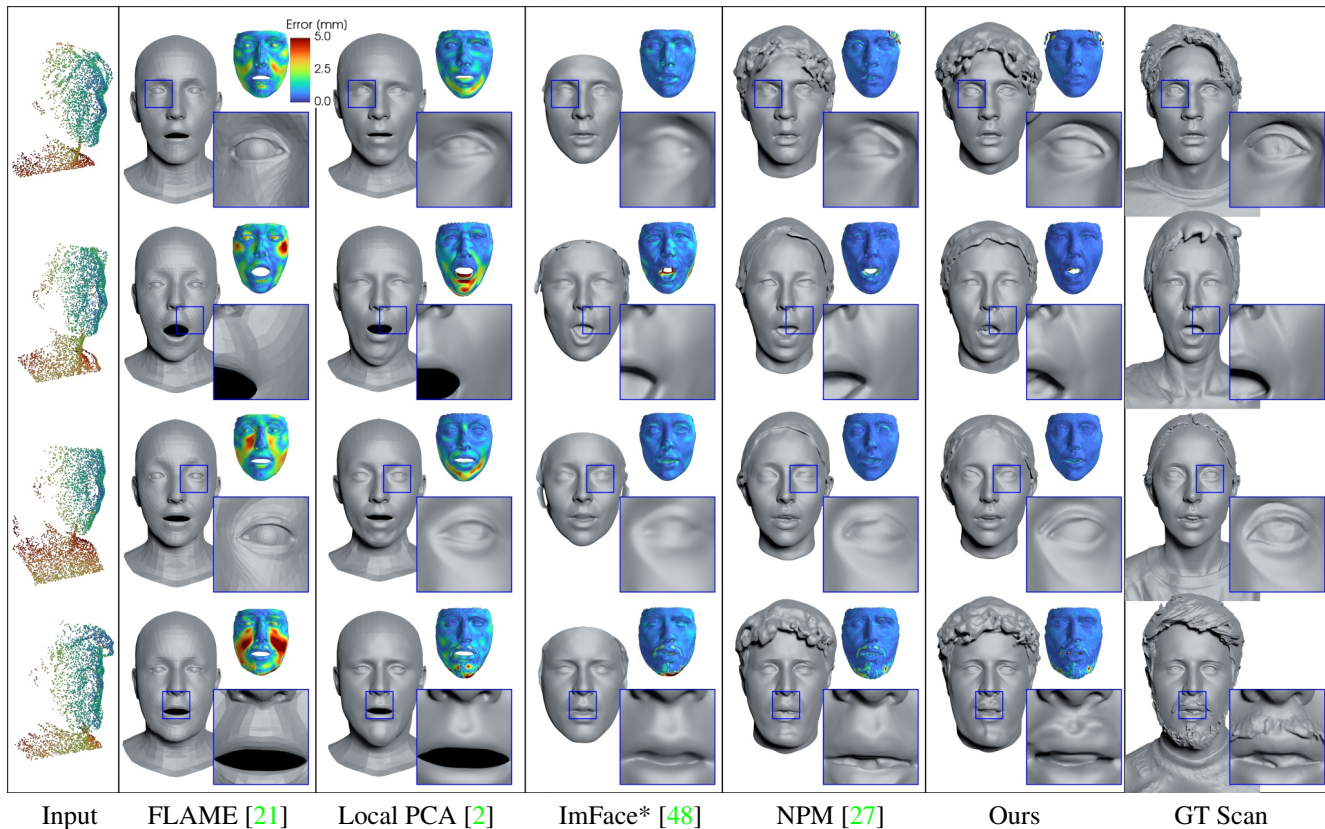 Error (mm)
5.0
2.5
0.0
Input
FLAME [21]
Local PCA [2]
ImFace* [48]
NPM [27]
Ours
GT Scan